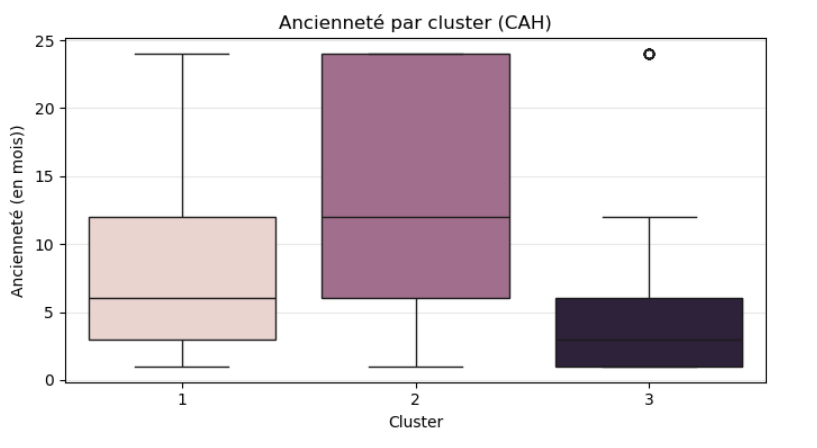 Ancienneté par cluster (CAH)
25
20
15
10
5
0
Ancienneté (en mois))
1 2 3
Cluster